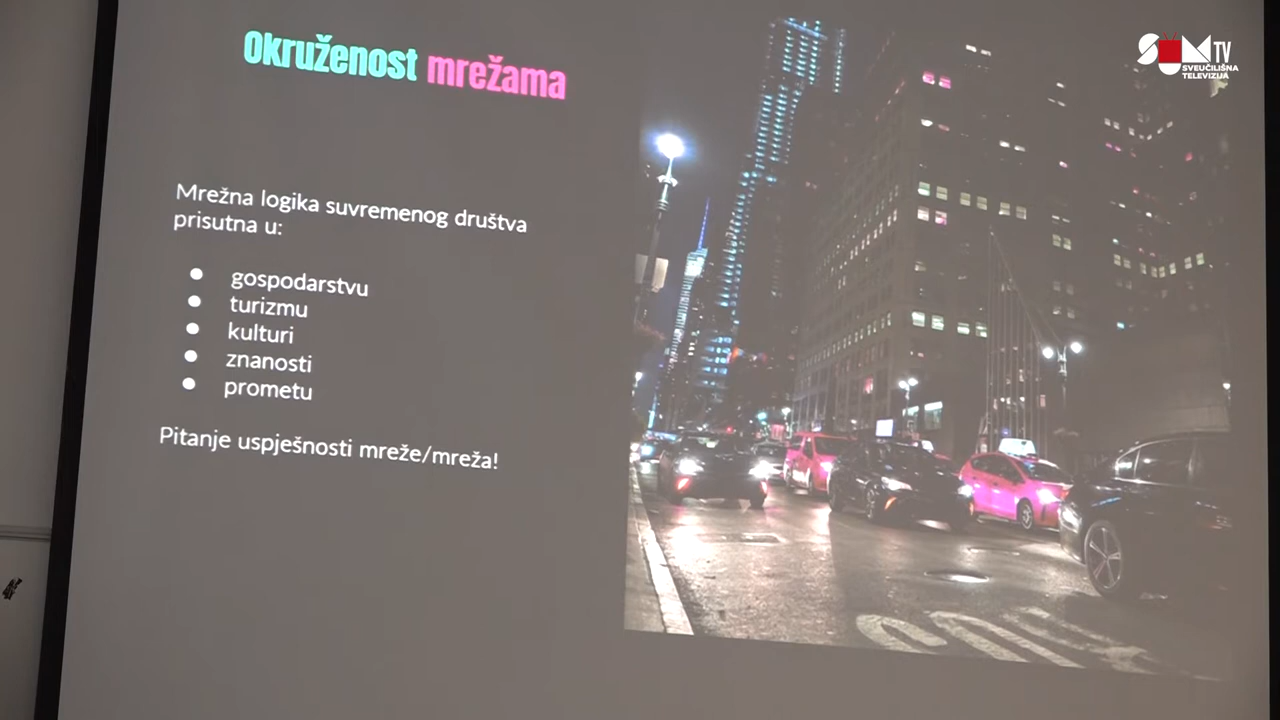 Okruženost mrežama
Mrežna logika suvremenog društva
prisutna u:
● gospodarstvu
● turizmu
● kulturi
● znanosti
● prometu
Pitanje uspješnosti mreže/mreža!
SUM TV
SVEUČILIŠNA
TELEVIZIJA